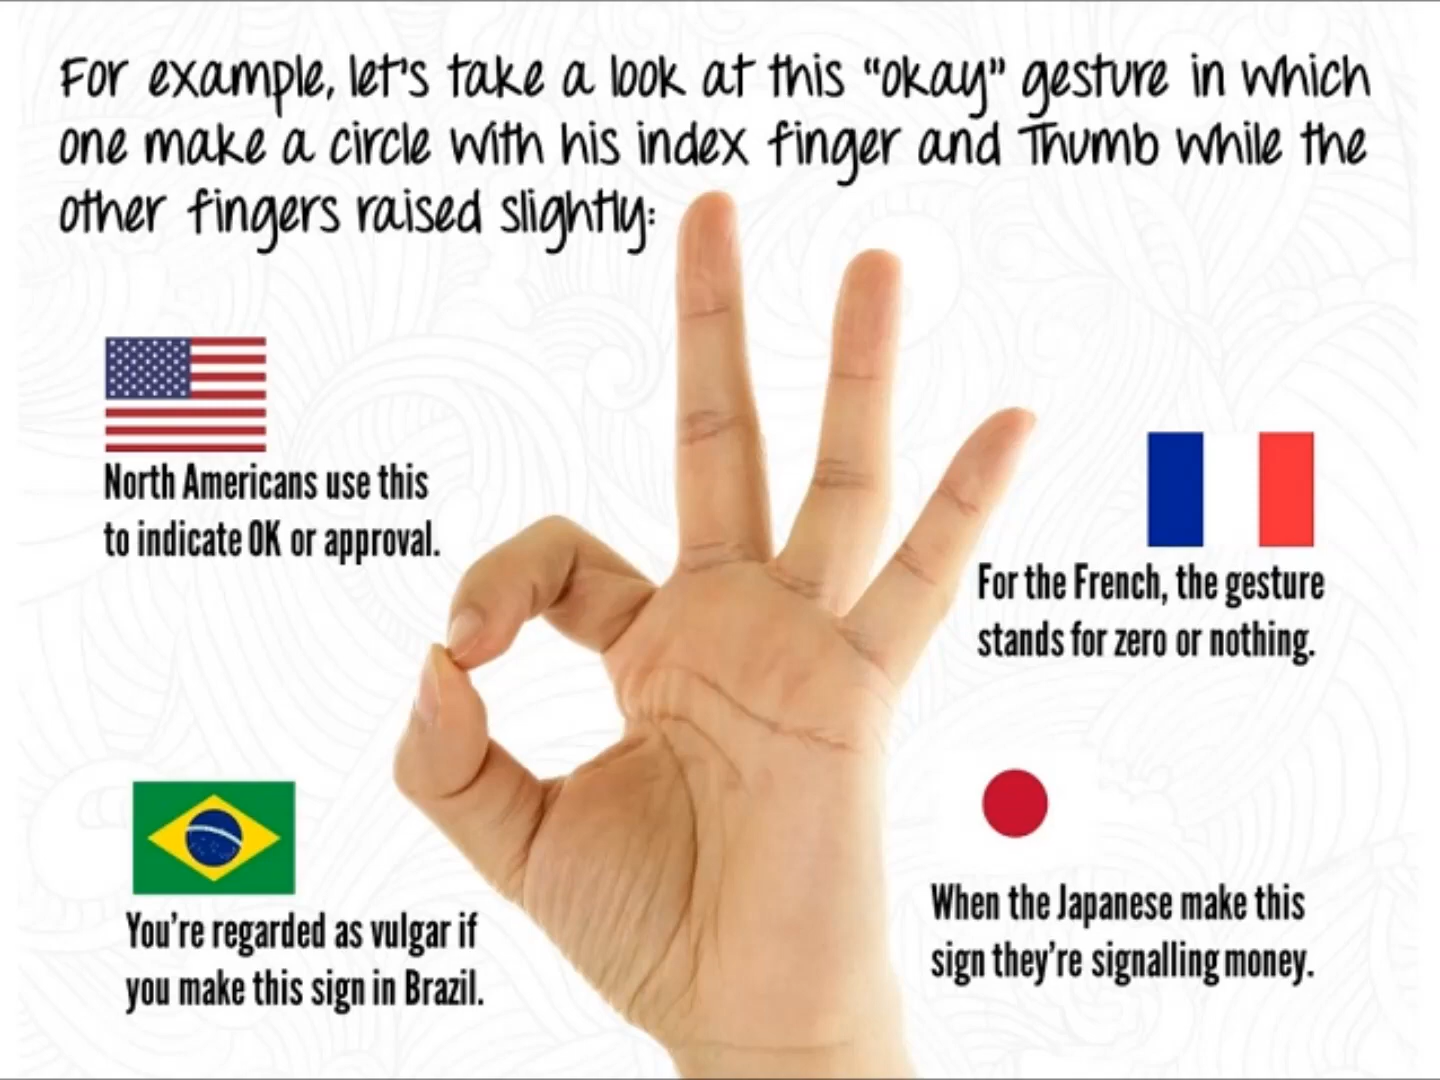 For example, let's take a look at this “okay” gesture in which
one make a circle with his index finger and Thumb while the
other fingers raised slightly:
North Americans use this
to indicate OK or approval.
For the French, the gesture
stands for zero or nothing.
You're regarded as vulgar if
you make this sign in Brazil.
When the Japanese make this
sign they're signalling money.